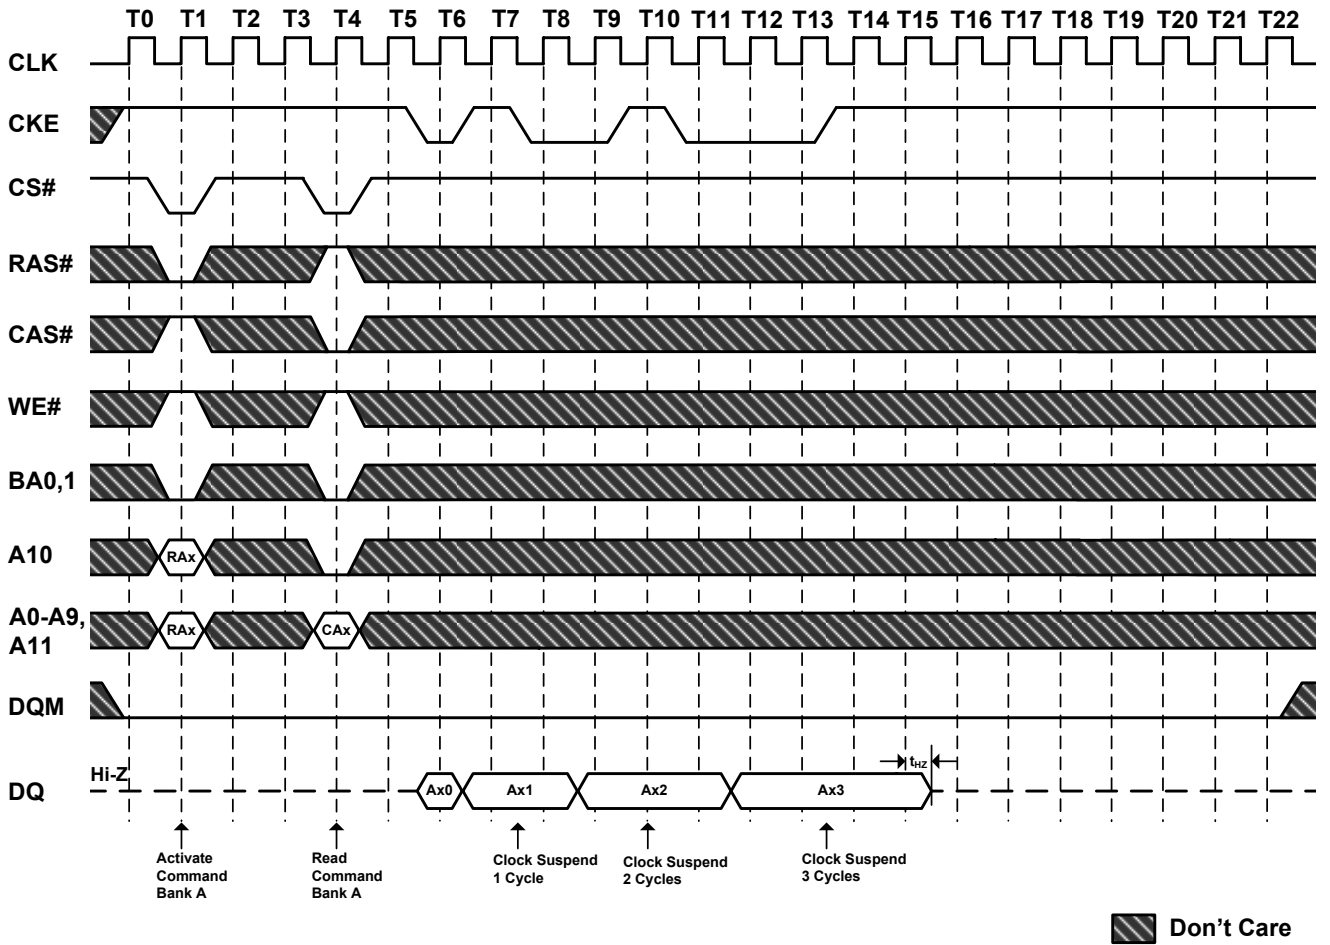 T0 T1 T2 T3 T4 T5 T6 T7 T8 T9 T10 T11 T12 T13 T14 T15 T16 T17 T18 T19 T20 T21 T22
CLK
CKE
CS#
RAS#
CAS#
WE#
BA0,1
A10
RAx
A0-A9,
A11
RAx CAx
DQM
Hi-Z
tHZ
DQ
Ax0 Ax1 Ax2 Ax3
Activate
Command
Bank A
Read
Command
Bank A
Clock Suspend
1 Cycle
Clock Suspend
2 Cycles
Clock Suspend
3 Cycles
Don't Care